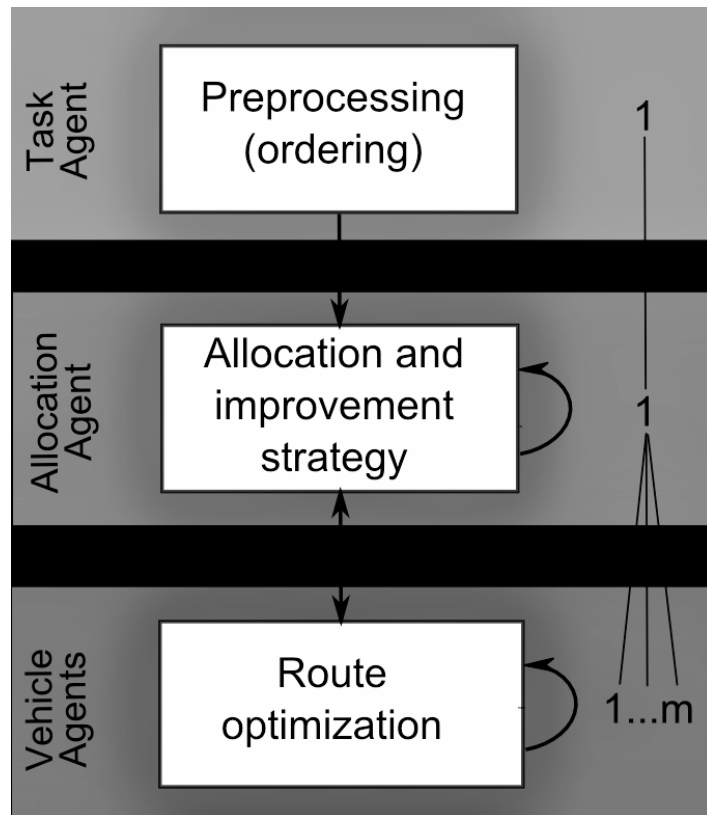 Task
Agent
Preprocessing
(ordering)
1
Allocation
Agent
Allocation and
improvement
strategy
1
Vehicle
Agents
Route
optimization
1...m